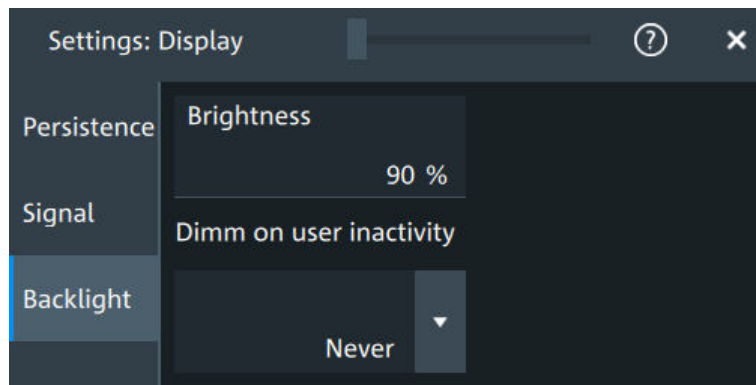 Settings: Display
?
×
Persistence
Signal
Backlight
Brightness
90 %
Dimm on user inactivity
Never